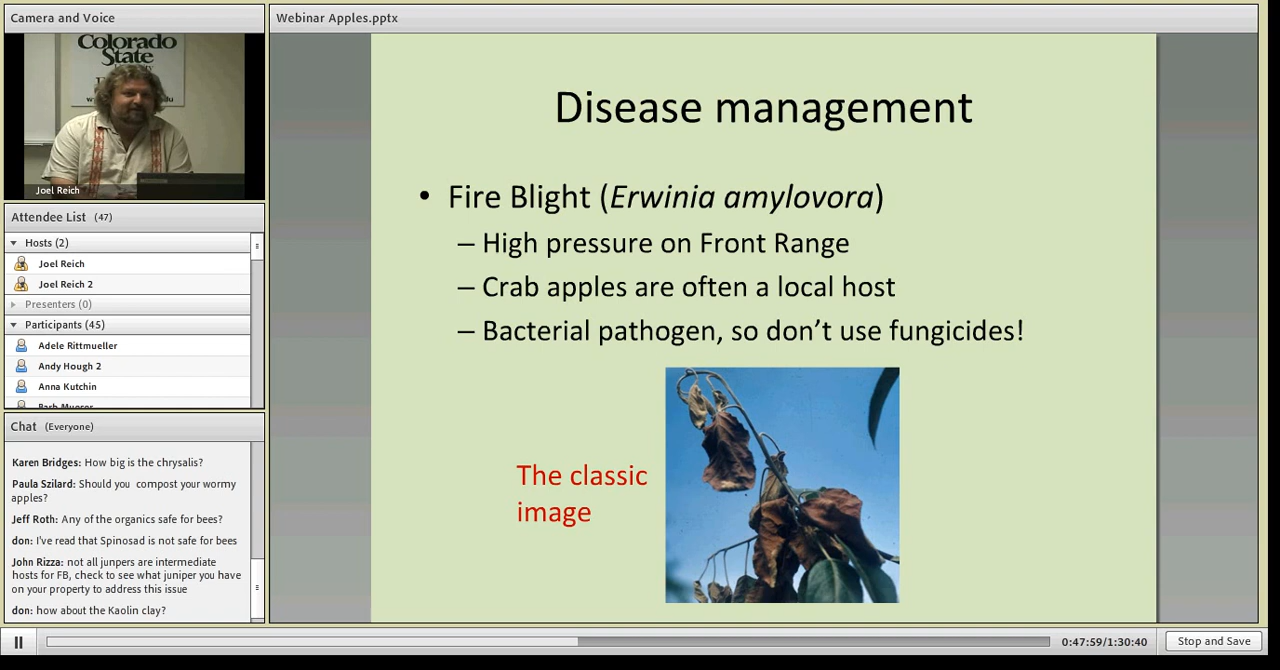 Camera and Voice
Colorado
State
Joel Reich
Attendee List (47)
Hosts (2)
Joel Reich
Joel Reich 2
Presenters (0)
Participants (45)
Adele Rittmueller
Andy Hough 2
Anna Kutchin
Chat (Everyone)
Karen Bridges: How big is the chrysalis?
Paula Szilard: Should you compost your wormy
apples?
Jeff Roth: Any of the organics safe for bees?
don: I've read that Spinosad is not safe for bees
John Rizza: not all junpers are intermediate
hosts for FB, check to see what juniper you have
on your property to address this issue
don: how about the Kaolin clay?
Webinar Apples.pptx
Disease management
• Fire Blight (Erwinia amylovora)
– High pressure on Front Range
– Crab apples are often a local host
– Bacterial pathogen, so don’t use fungicides!
The classic
image
0:47:59/1:30:40
Stop and Save